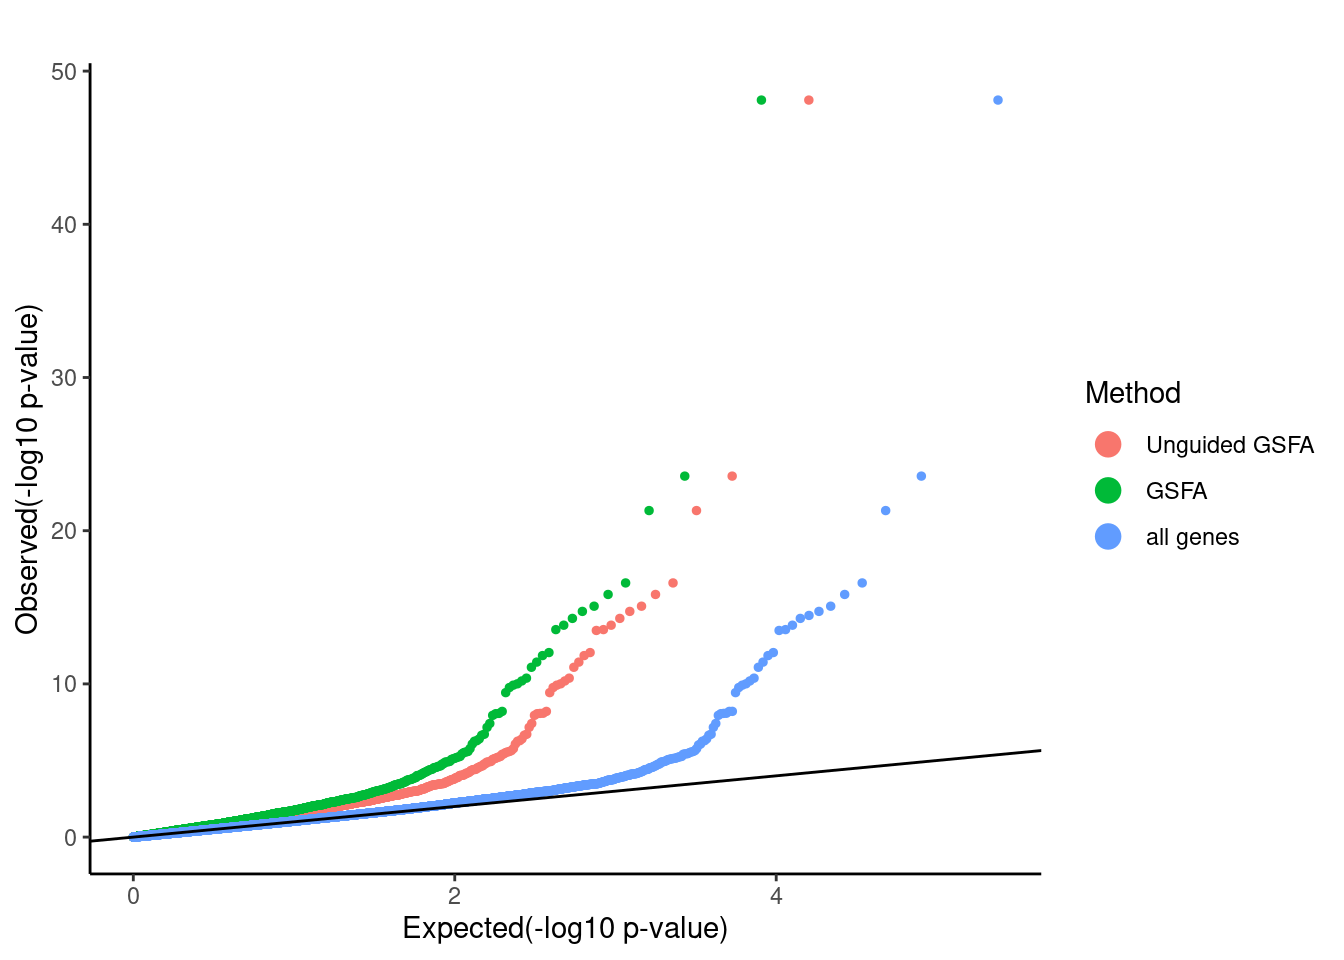 50
40
30
20
10
0
0 2 4
Expected(-log10 p-value)
Observed(-log10 p-value)
Method
Unguided GSFA
GSFA
all genes